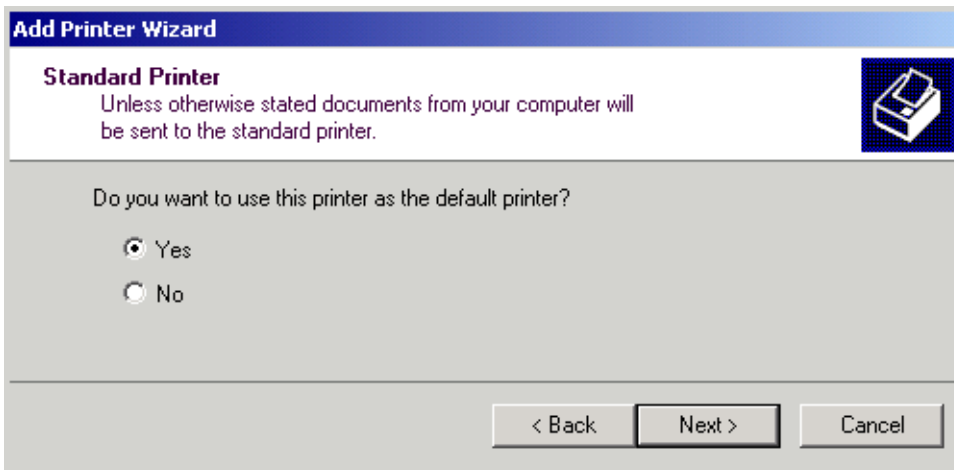 Add Printer Wizard
Standard Printer
Unless otherwise stated documents from your computer will
be sent to the standard printer.
Do you want to use this printer as the default printer?
Yes
No
< Back
Next >
Cancel